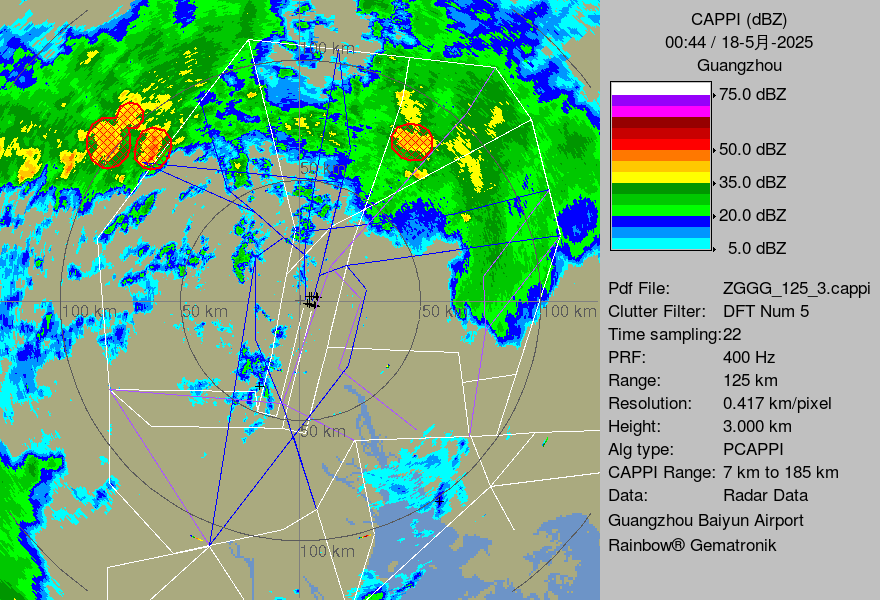 CAPPI (dBZ)
00:44 / 18-5月-2025
Guangzhou
75.0 dBZ
50.0 dBZ
35.0 dBZ
20.0 dBZ
5.0 dBZ
100 km
50 km
100 km
50 km
50 km
100 km
50 km
100 km
Pdf File: ZGGG_125_3.cappi
Clutter Filter: DFT Num 5
Time sampling:22
PRF: 400 Hz
Range: 125 km
Resolution: 0.417 km/pixel
Height: 3.000 km
Alg type: PCAPPI
CAPPI Range: 7 km to 185 km
Data: Radar Data
Guangzhou Baiyun Airport
Rainbow® Gematronik